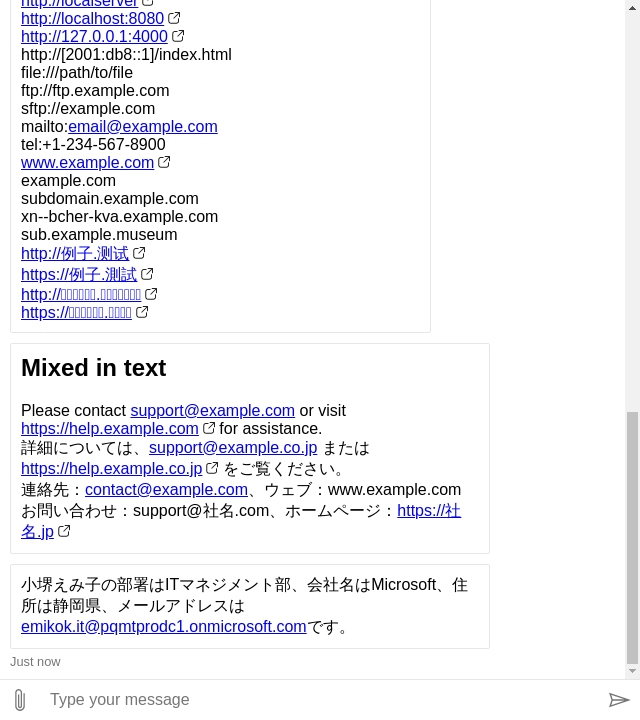 http://localserver
http://localhost:8080
http://127.0.0.1:4000
http://[2001:db8::1]/index.html
file:///path/to/file
ftp://ftp.example.com
sftp://example.com
mailto:email@example.com
tel:+1-234-567-8900
www.example.com
example.com
subdomain.example.com
xn--bcher-kva.example.com
sub.example.museum
http://例子.测试
https://例子.測試
http://
https://
Mixed in text
Please contact support@example.com or visit
https://help.example.com for assistance.
詳細については、support@example.co.jp または
https://help.example.co.jp をご覧ください。
連絡先：contact@example.com、ウェブ：www.example.com
お問い合わせ：support@社名.com、ホームページ：https://社
名.jp
小堺えみ子の部署はITマネジメント部、会社名はMicrosoft、住
所は静岡県、メールアドレスは
emikok.it@pqmtprodc1.onmicrosoft.comです。
Just now
Type your message